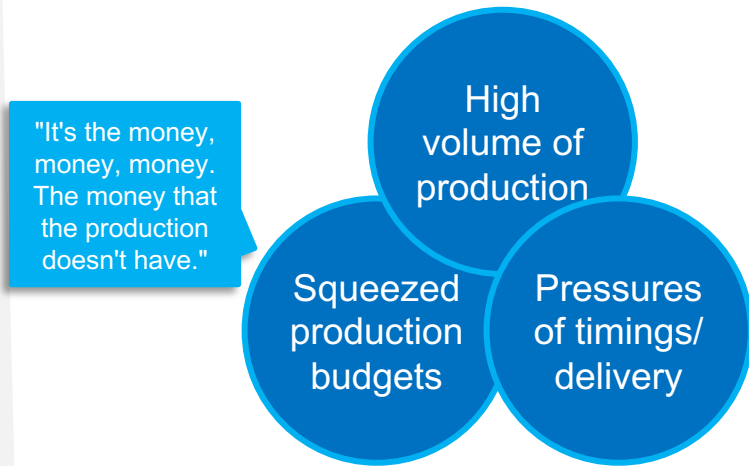 High
volume of
production
"It's the money,
money, money.
The money that
the production
doesn't have."
Squeezed
production
budgets
Pressures
of timings/
delivery